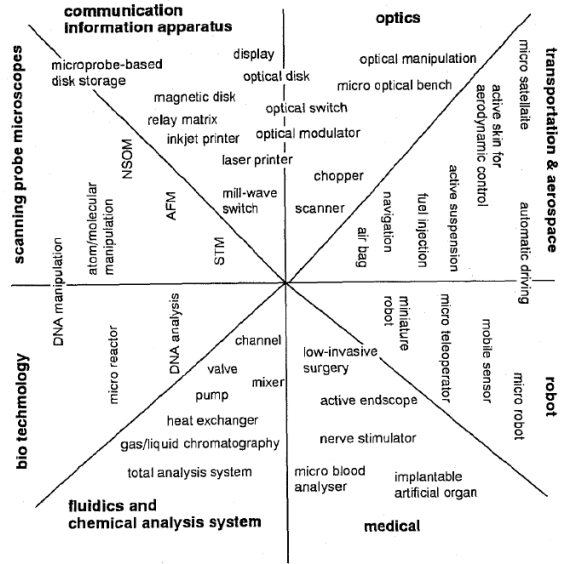 communication
information apparatus
optics
display
microprobe-based
disk storage
optical disk
optical manipulation
micro optical bench
magnetic disk
optical switch
relay matrix
inkjet printer
optical modulator
laser printer
chopper
mill-wave
switch
scanner
scanning probe microscopes
NSOM
AFM
STM
atom/molecular
manipulation
DNA manipulation
transportation & aerospace
micro satellaite
active skin for
aerodynamic control
active suspension
fuel injection
navigation
air bag
automatic driving
bio technology
micro reactor
DNA analysis
channel
valve
mixer
pump
heat exchanger
gas/liquid chromatography
total analysis system
fluidics and
chemical analysis system
low-invasive
surgery
miniature
robot
micro teleoperator
mobile sensor
micro robot
robot
active endscope
nerve stimulator
micro blood
analyser
implantable
artificial organ
medical